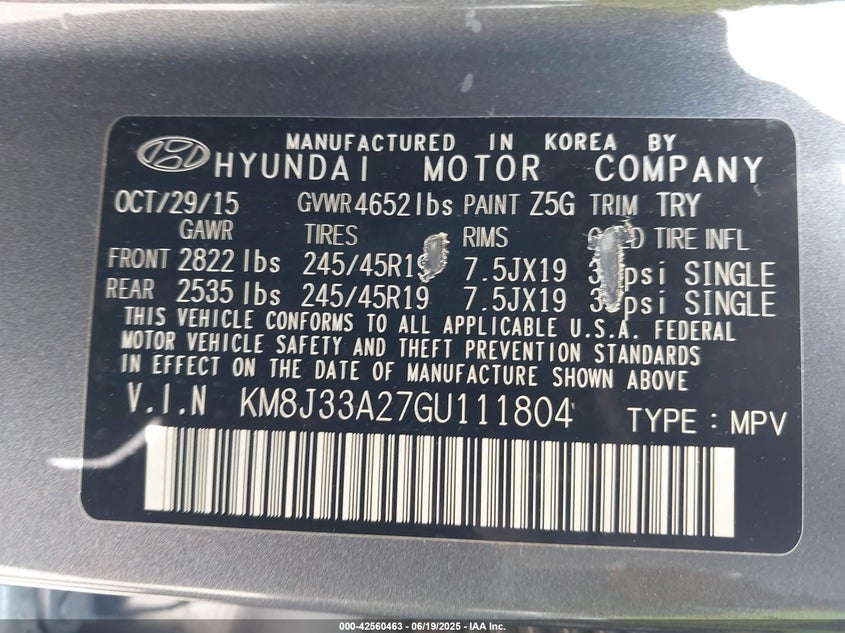 MANUFACTURED IN KOREA BY
HYUNDAI MOTOR COMPANY
OCT/29/15 GVWR 4652 lbs PAINT Z5G TRIM TRY
GAWR TIRES RIMS TIRE INFL
FRONT 2822 lbs 245/45R19 7.5JX19 psi SINGLE
REAR 2535 lbs 245/45R19 7.5JX19 psi SINGLE
THIS VEHICLE CONFORMS TO ALL APPLICABLE U.S.A. FEDERAL
MOTOR VEHICLE SAFETY AND THEFT PREVENTION STANDARDS
IN EFFECT ON THE DATE OF MANUFACTURE SHOWN ABOVE
V.I.N KM8J33A27GU111804 TYPE : MPV
000-42560463 - 06/19/2025 - IAA Inc.